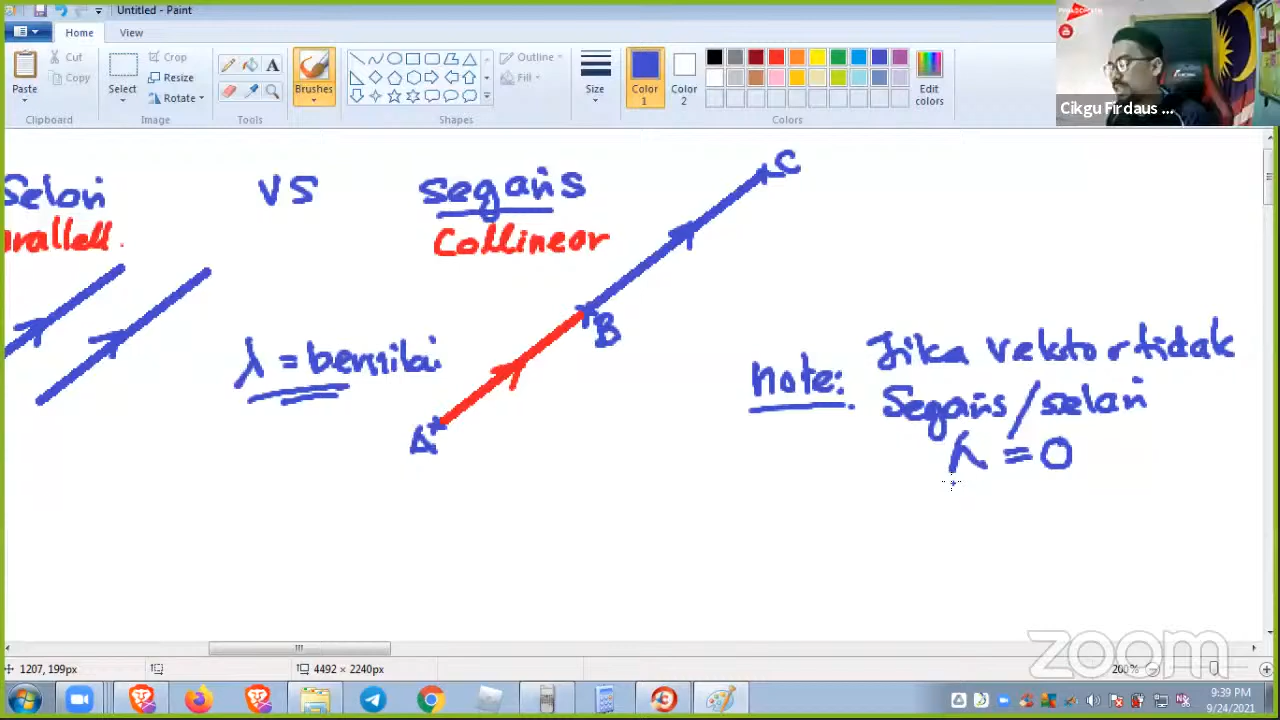 Untitled - Paint
Home
View
Paste
Cut
Copy
Clipboard
Select
Crop
Resize
Rotate
Image
Tools
Brushes
Shapes
Outline
Fill
Size
Color 1
Color 2
Edit colors
Colors
Cikgu Firdaus ...
Selari VS segaris
arallell. Collinear
C
B
A
λ = bernilai
note: Jika vektor tidak
Segaris/selari
λ = 0
zoom
1207, 199px
4492 × 2240px
200%
9:39 PM
9/24/2021